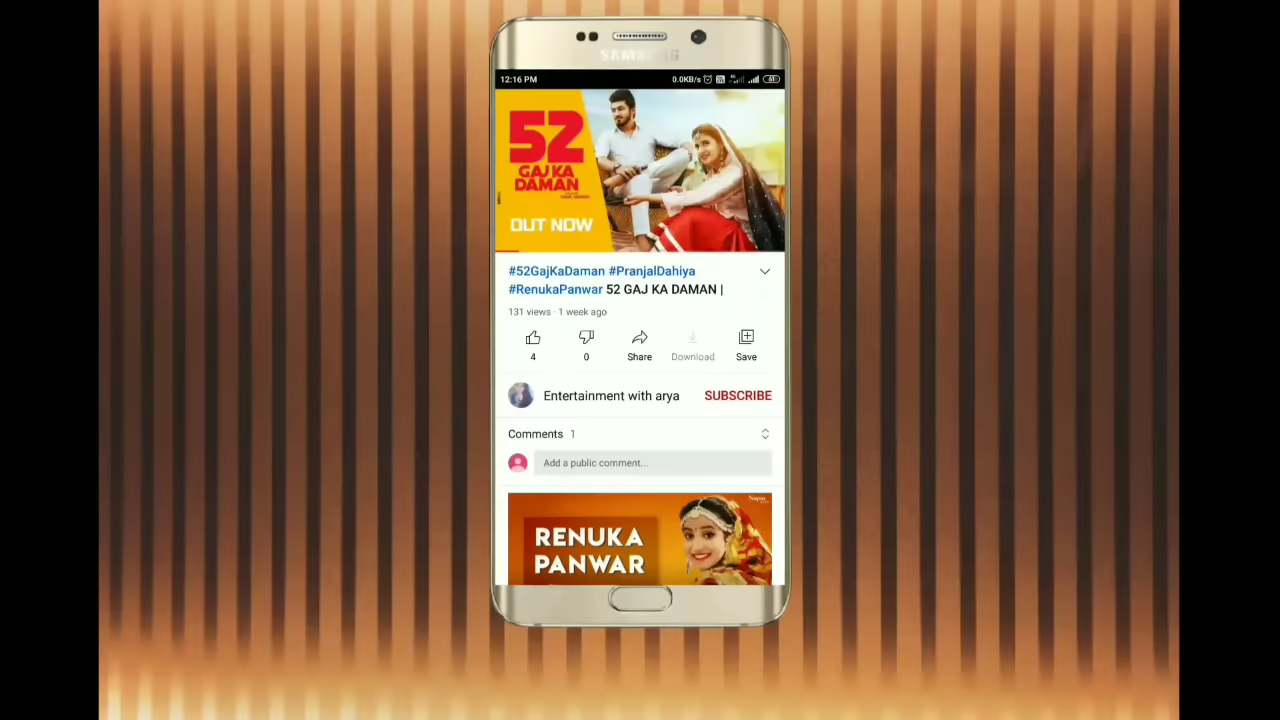 SAMSUNG
12:16 PM
0.0KB/s
61
52
GAJ KA
DAMAN
OUT NOW
#52GajKaDaman #PranjalDahiya
#RenukaPanwar 52 GAJ KA DAMAN |
131 views · 1 week ago
4
0
Share
Download
Save
Entertainment with arya
SUBSCRIBE
Comments 1
Add a public comment...
RENUKA
PANWAR